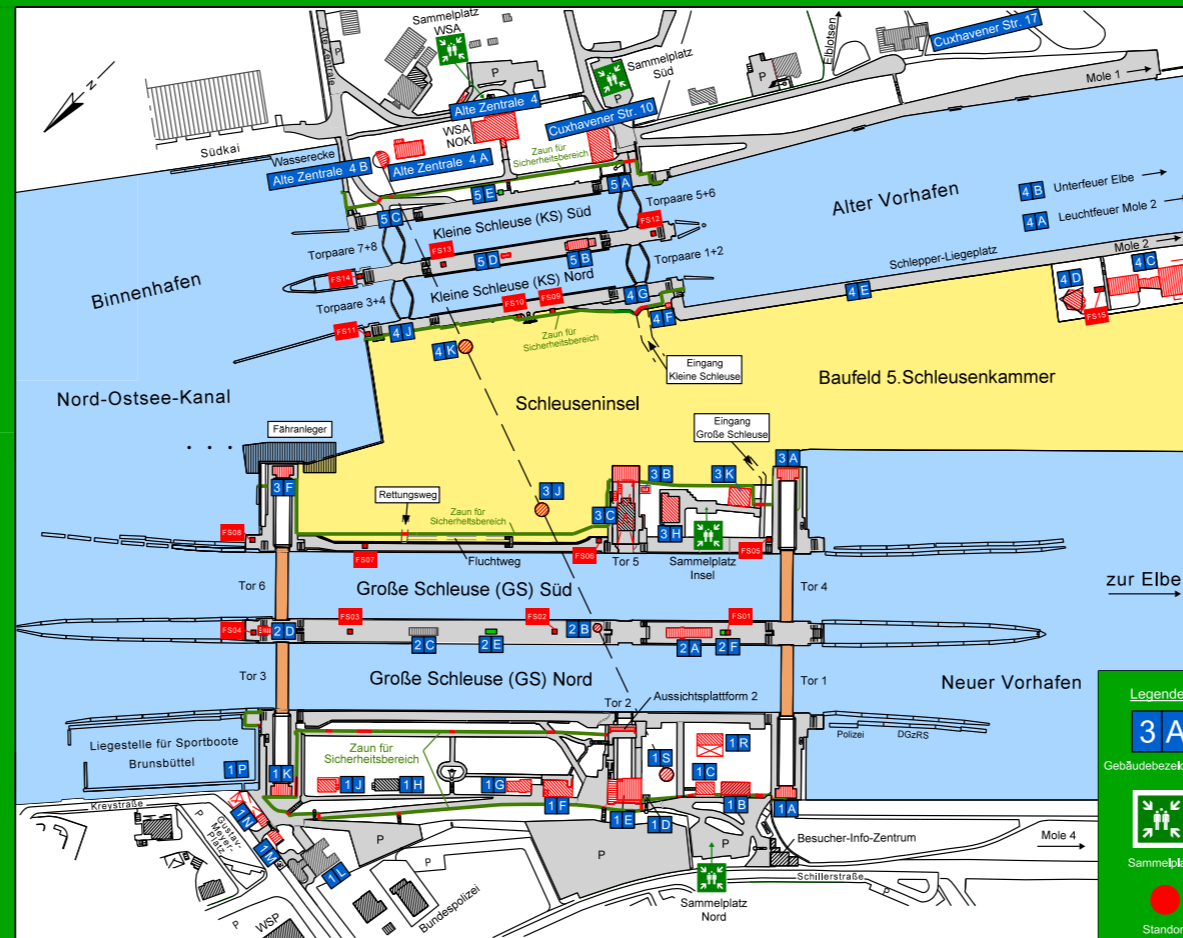 Sammelplatz
WSA
Alte Zentrale
P
P
Sammelplatz
Süd
P
P
Elblotsen
Cuxhavener Str. 17
Mole 1
Z
Südkai
Wasserecke
Alte Zentrale 4
WSA
NOK
Cuxhavener Str. 10
Alte Zentrale 4 B
Alte Zentrale 4 A
Zaun für
Sicherheitsbereich
5 E
5 A
5 C
Kleine Schleuse (KS) Süd
Torpaare 5+6
FS12
Alter Vorhafen
4 B
Unterfeuer Elbe
4 A
Leuchtfeuer Mole 2
Torpaare 7+8
FS13
5 D
5 B
Torpaare 1+2
Schlepper-Liegeplatz
Mole 2
Binnenhafen
FS14
Kleine Schleuse (KS) Nord
Torpaare 3+4
FS10
FS09
4 G
4 F
4 E
4 D
4 C
FS15
FS11
4 J
Zaun für
Sicherheitsbereich
4 K
Eingang
Kleine Schleuse
Nord-Ostsee-Kanal
Schleuseninsel
Baufeld 5.Schleusenkammer
Fähranleger
Eingang
Große Schleuse
3 F
Rettungsweg
3 J
3 B
3 K
3 A
Zaun für
Sicherheitsbereich
3 C
3 H
FS08
FS07
Fluchtweg
FS06
Tor 5
Sammelplatz
Insel
FS05
Tor 6
Große Schleuse (GS) Süd
Tor 4
zur Elbe
FS04
2 D
FS03
2 C
2 E
FS02
2 B
2 A
FS01
2 F
Tor 3
Große Schleuse (GS) Nord
Tor 2
Aussichtsplattform 2
Tor 1
Neuer Vorhafen
Liegestelle für Sportboote
Brunsbüttel
1 P
1 K
Zaun für
Sicherheitsbereich
1 J
1 H
1 G
1 F
1 E
1 D
1 S
1 C
1 R
1 B
1 A
Polizei
DGzRS
Kreystraße
1 N
Gustav-
Meyer-
Platz
1 M
1 L
P
P
P
P
P
WSP
Bundespolizei
Besucher-Info-Zentrum
Mole 4
Schillerstraße
Sammelplatz
Nord
Legende
3 A
Sammelpla